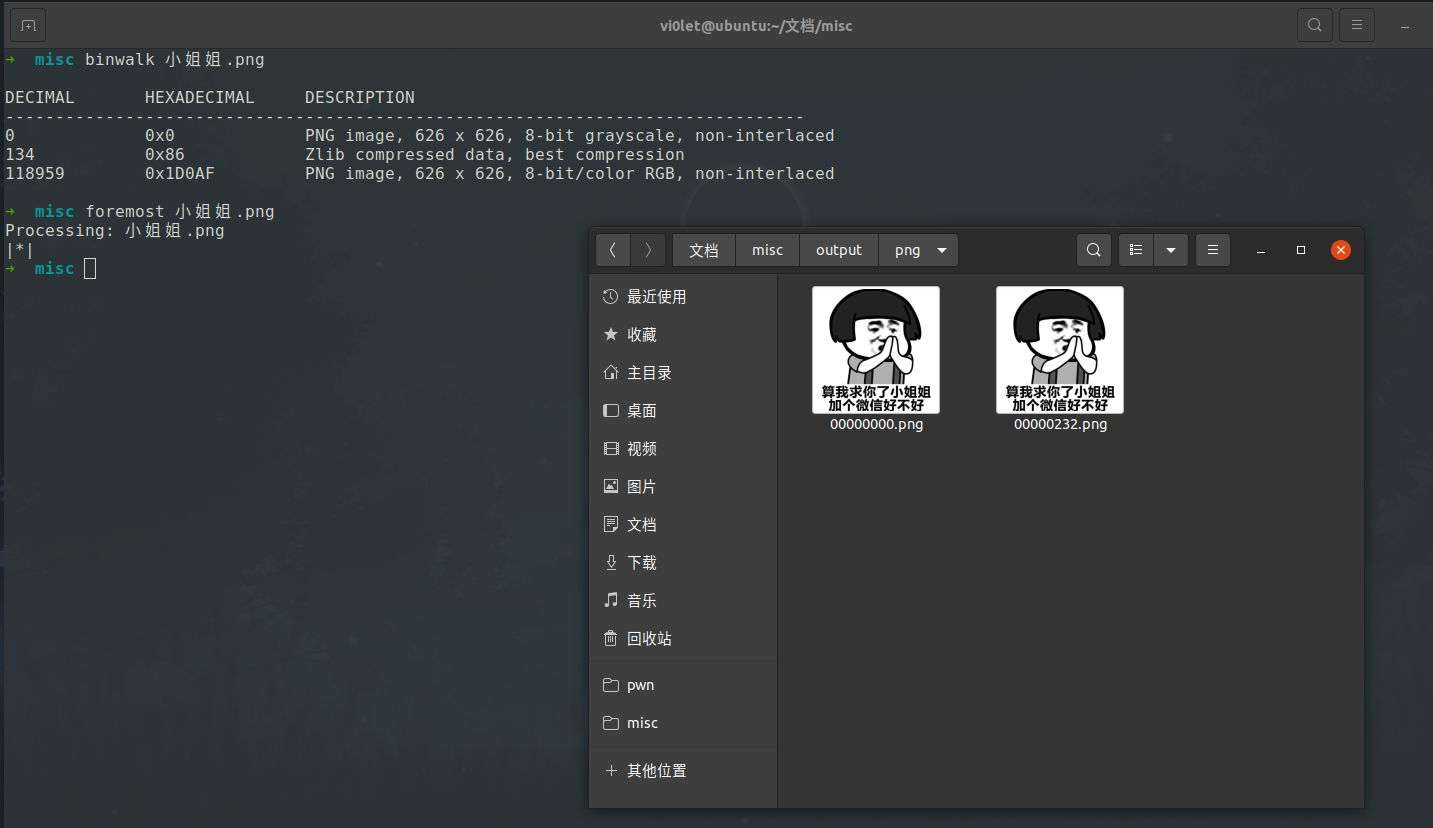 vi0let@ubuntu:~/文档/misc
➜ misc binwalk 小姐姐.png
DECIMAL HEXADECIMAL DESCRIPTION
--------------------------------------------------------------------------------
0 0x0 PNG image, 626 x 626, 8-bit grayscale, non-interlaced
134 0x86 Zlib compressed data, best compression
118959 0x1D0AF PNG image, 626 x 626, 8-bit/color RGB, non-interlaced
➜ misc foremost 小姐姐.png
Processing: 小姐姐.png
|*|
➜ misc
文档 misc output png
最近使用
收藏
主目录
桌面
视频
图片
文档
下载
音乐
回收站
pwn
misc
其他位置
算我求你了小姐姐
加个微信好不好
00000000.png
算我求你了小姐姐
加个微信好不好
00000232.png